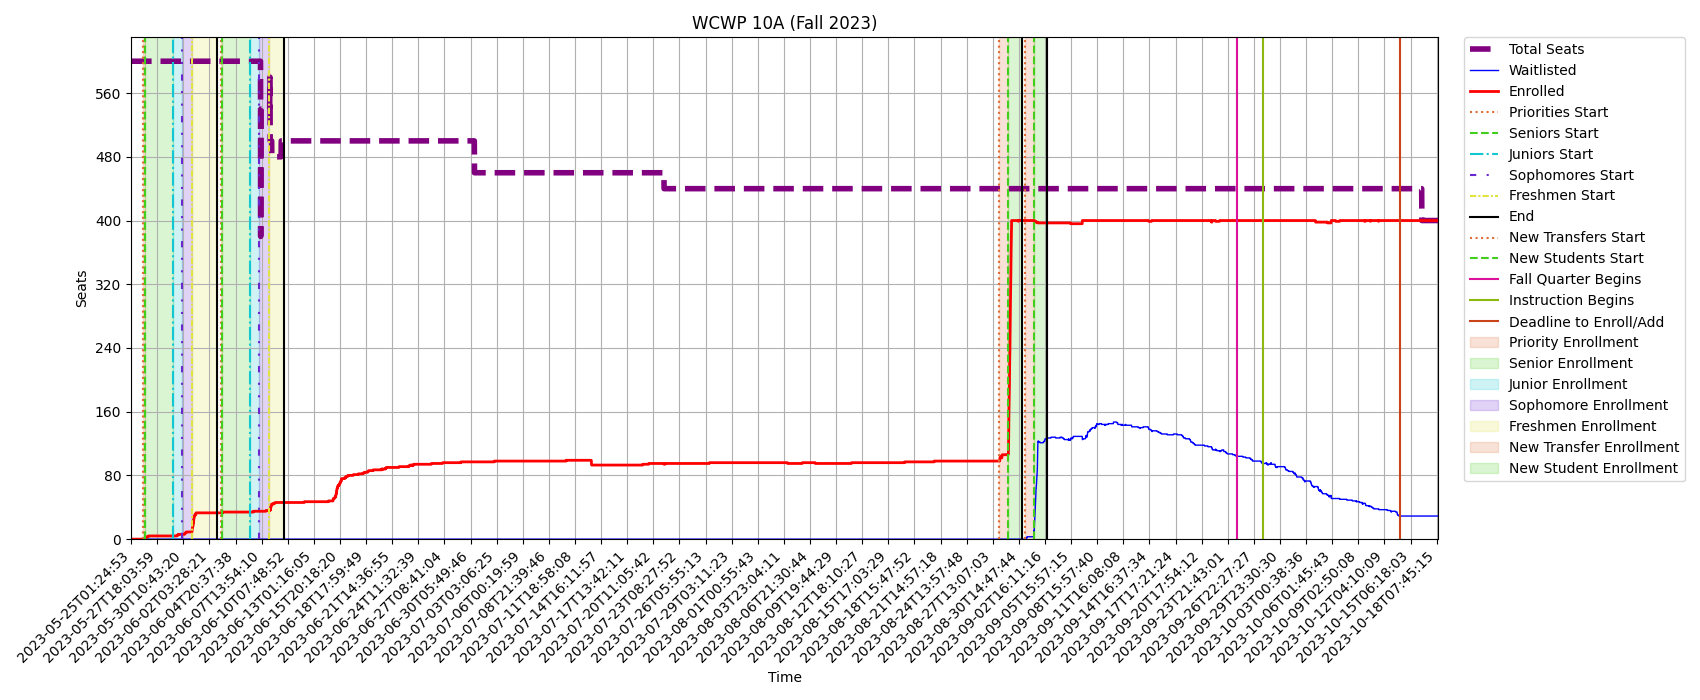 WCWP 10A (Fall 2023)
Total Seats
Waitlisted
Enrolled
Priorities Start
Seniors Start
Juniors Start
Sophomores Start
Freshmen Start
End
New Transfers Start
New Students Start
Fall Quarter Begins
Instruction Begins
Deadline to Enroll/Add
Priority Enrollment
Senior Enrollment
Junior Enrollment
Sophomore Enrollment
Freshmen Enrollment
New Transfer Enrollment
New Student Enrollment
Seats
560
480
400
320
240
160
80
0
2023-05-25T01:24:53
2023-05-27T18:03:59
2023-05-30T10:43:20
2023-06-02T03:28:21
2023-06-04T20:37:38
2023-06-07T13:54:10
2023-06-10T07:48:52
2023-06-13T01:16:05
2023-06-15T20:18:20
2023-06-18T17:59:49
2023-06-21T14:36:55
2023-06-24T11:32:39
2023-06-27T08:41:04
2023-06-30T05:49:46
2023-07-03T03:06:25
2023-07-06T00:19:59
2023-07-08T21:39:46
2023-07-11T18:58:08
2023-07-14T16:11:57
2023-07-17T13:42:11
2023-07-20T11:05:42
2023-07-23T08:27:52
2023-07-26T05:55:13
2023-07-29T03:11:23
2023-08-01T00:55:43
2023-08-03T23:04:11
2023-08-06T21:30:44
2023-08-09T19:44:29
2023-08-12T18:10:27
2023-08-15T17:03:29
2023-08-18T15:47:52
2023-08-21T14:57:18
2023-08-24T13:57:48
2023-08-27T13:07:03
2023-08-30T14:47:44
2023-09-02T16:11:16
2023-09-05T15:57:15
2023-09-08T15:57:40
2023-09-11T16:08:08
2023-09-14T16:37:34
2023-09-17T17:21:24
2023-09-20T17:54:12
2023-09-23T21:43:01
2023-09-26T22:27:27
2023-09-29T23:30:30
2023-10-03T00:38:36
2023-10-06T01:45:43
2023-10-09T02:50:08
2023-10-12T04:10:09
2023-10-15T06:18:03
2023-10-18T07:45:15
Time